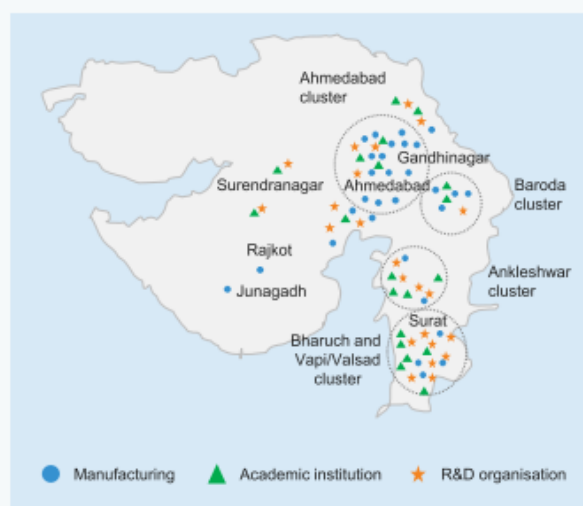 Ahmedabad
cluster
Gandhinagar
Surendranagar
Ahmedabad
Baroda
cluster
Rajkot
Junagadh
Ankleshwar
cluster
Surat
Bharuch and
Vapi/Valsad
cluster
Manufacturing
Academic institution
R&D organisation